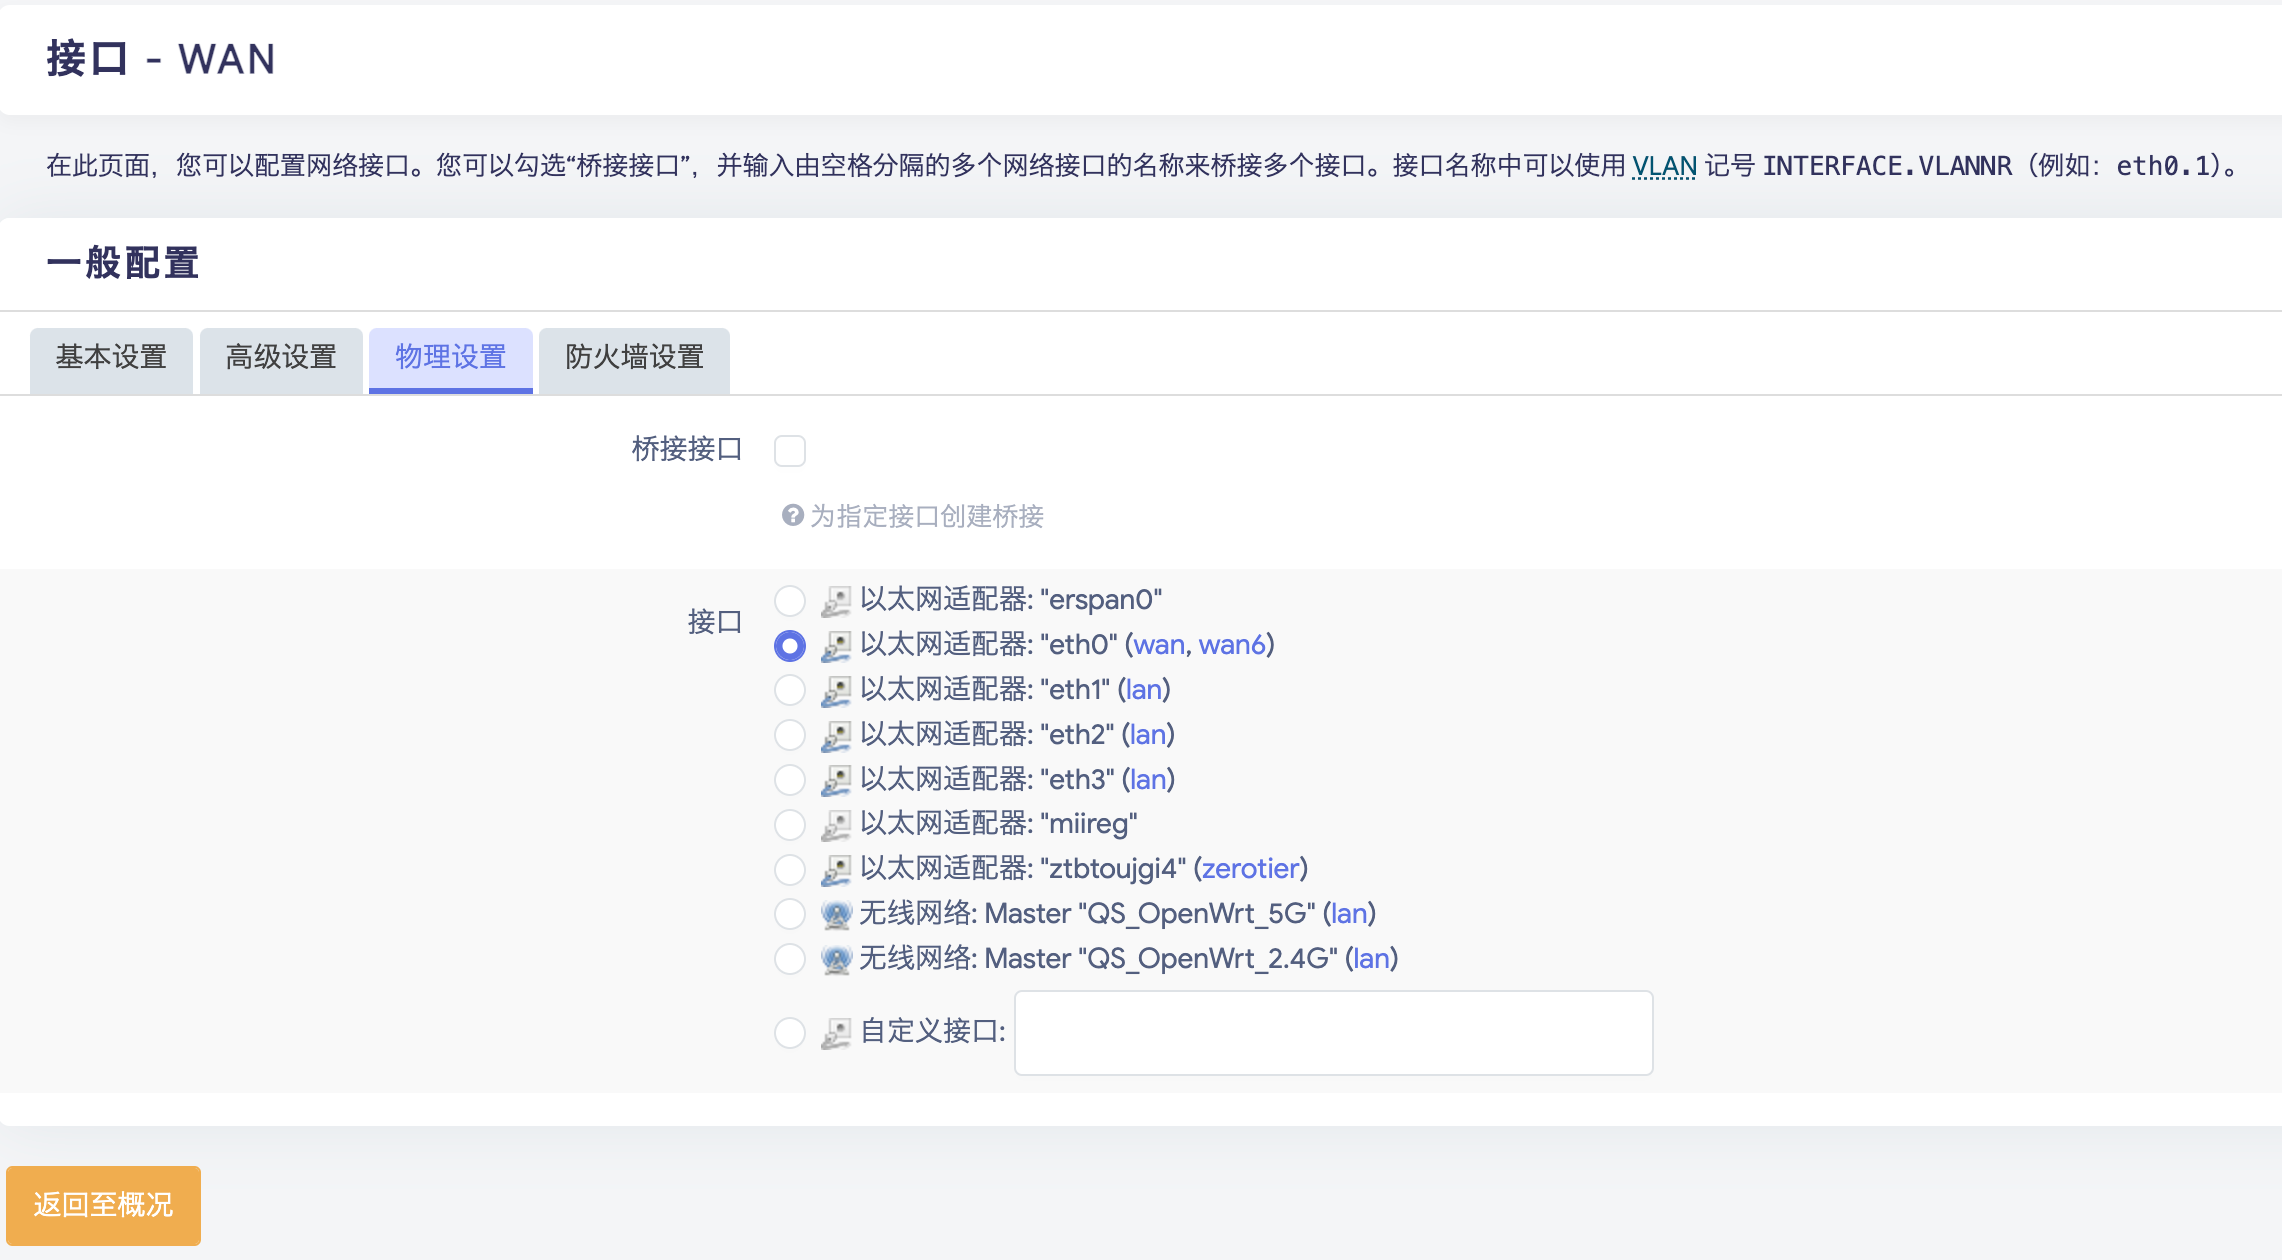 接口 - WAN
在此页面，您可以配置网络接口。您可以勾选“桥接接口”，并输入由空格分隔的多个网络接口的名称来桥接多个接口。接口名称中可以使用 VLAN 记号 INTERFACE.VLANNR（例如：eth0.1）。
一般配置
基本设置 高级设置 物理设置 防火墙设置
桥接接口
为指定接口创建桥接
接口
以太网适配器: "erspan0"
以太网适配器: "eth0" (wan, wan6)
以太网适配器: "eth1" (lan)
以太网适配器: "eth2" (lan)
以太网适配器: "eth3" (lan)
以太网适配器: "miireg"
以太网适配器: "ztbtoujgi4" (zerotier)
无线网络: Master "QS_OpenWrt_5G" (lan)
无线网络: Master "QS_OpenWrt_2.4G" (lan)
自定义接口:
返回至概况